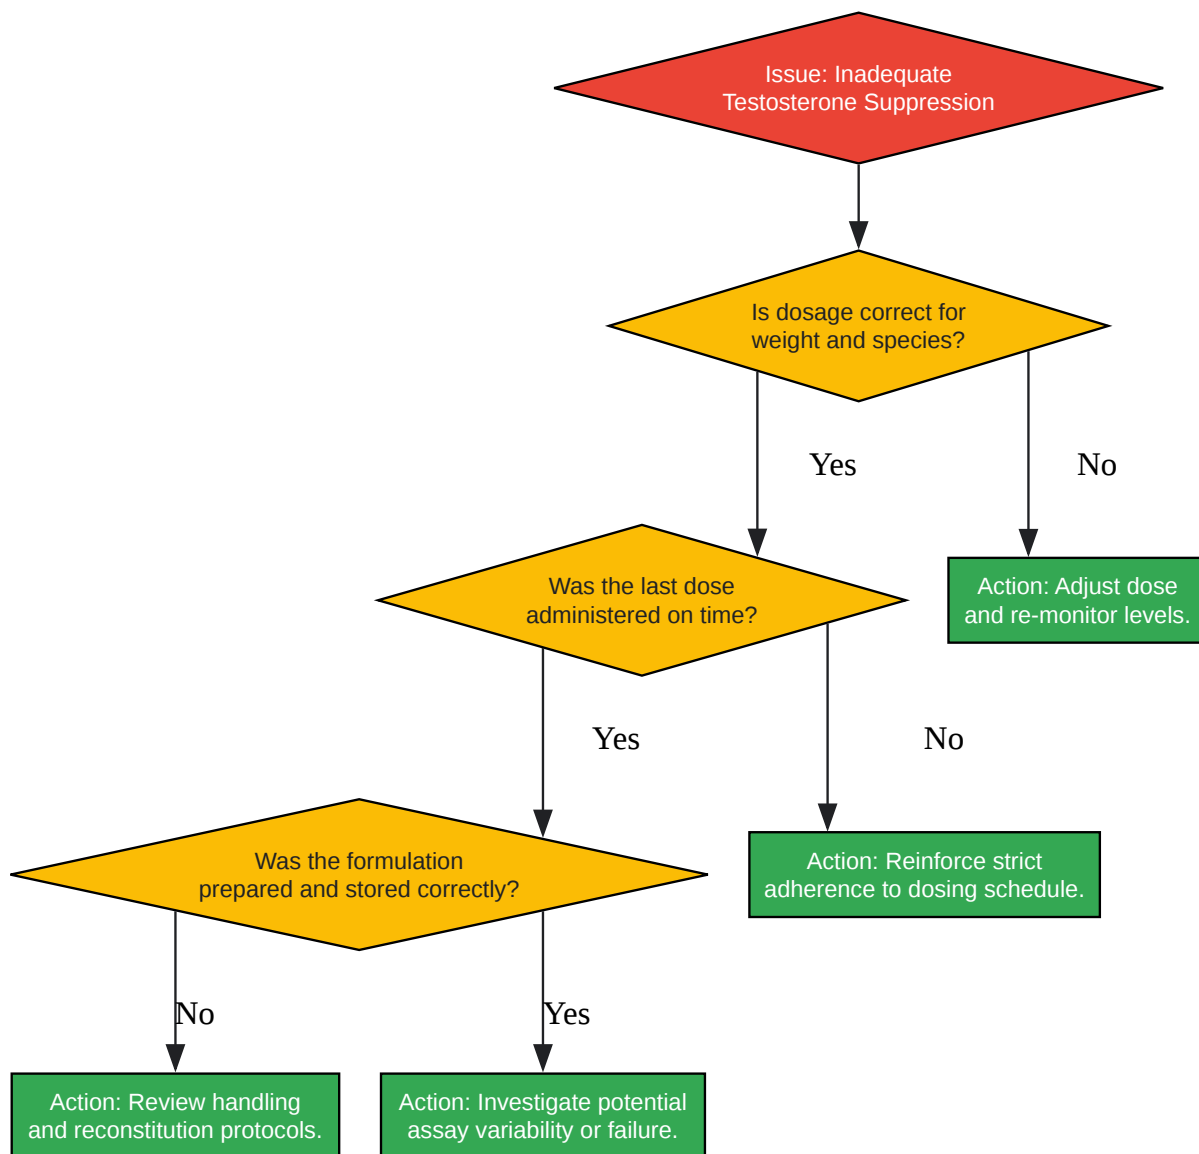 Issue: Inadequate
Testosterone Suppression
Is dosage correct for
weight and species?
Yes
No
Was the last dose
administered on time?
Action: Adjust dose
and re-monitor levels.
Yes
No
Was the formulation
prepared and stored correctly?
Action: Reinforce strict
adherence to dosing schedule.
No
Yes
Action: Review handling
and reconstitution protocols.
Action: Investigate potential
assay variability or failure.